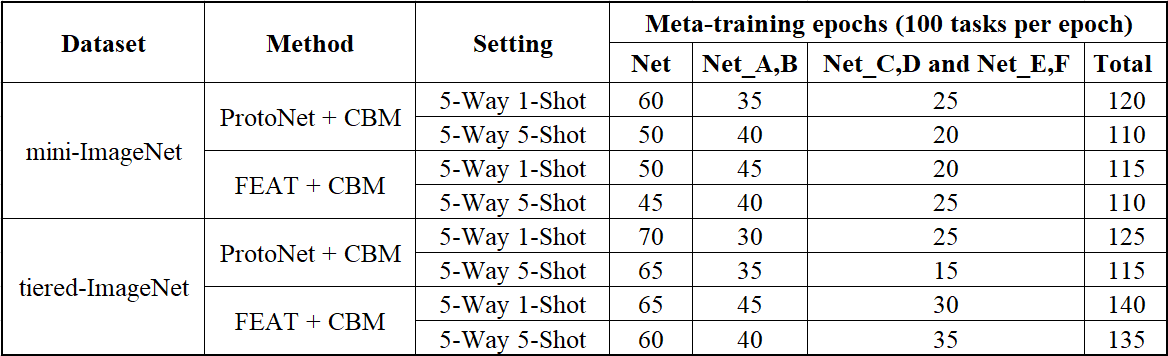 Dataset Method Setting Meta-training epochs (100 tasks per epoch)
Net Net_A,B Net_C,D and Net_E,F Total
mini-ImageNet ProtoNet + CBM 5-Way 1-Shot 60 35 25 120
5-Way 5-Shot 50 40 20 110
FEAT + CBM 5-Way 1-Shot 50 45 20 115
5-Way 5-Shot 45 40 25 110
tiered-ImageNet ProtoNet + CBM 5-Way 1-Shot 70 30 25 125
5-Way 5-Shot 65 35 15 115
FEAT + CBM 5-Way 1-Shot 65 45 30 140
5-Way 5-Shot 60 40 35 135